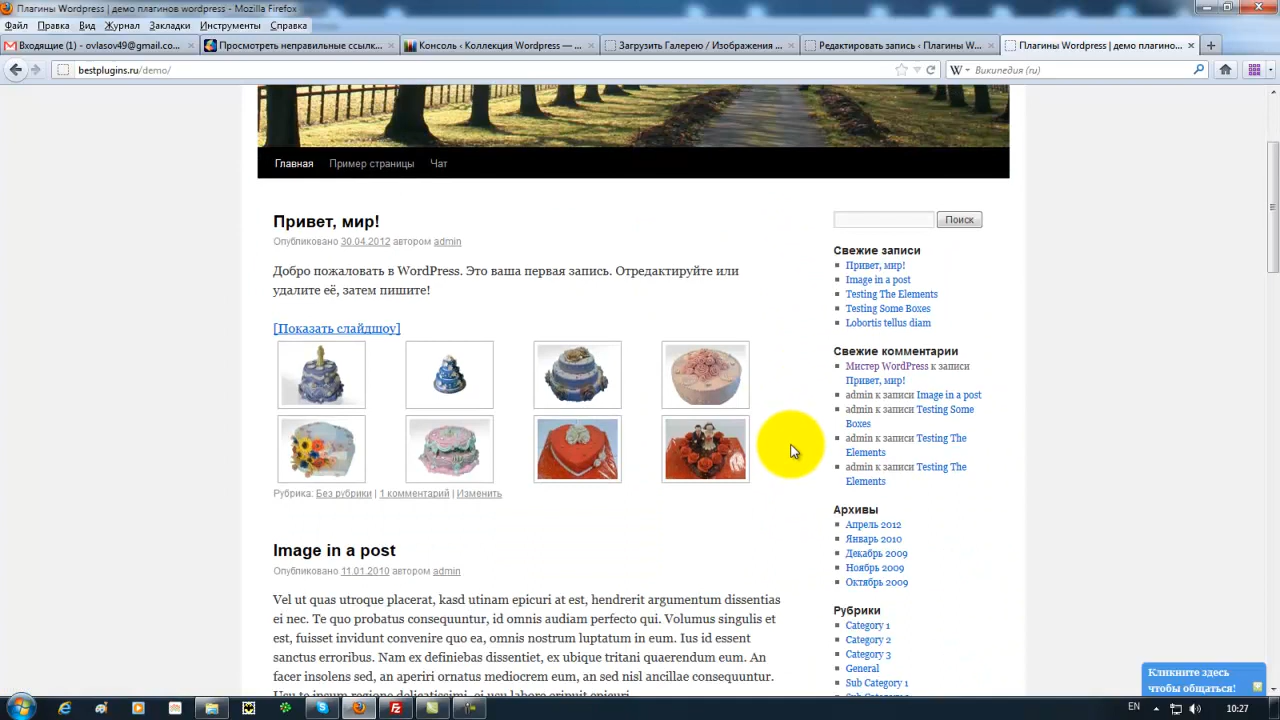 Плагины Wordpress | демо плагинов wordpress - Mozilla Firefox
Файл Правка Вид Журнал Закладки Инструменты Справка
Входящие (1) - ovlasov49@gmail.co... × Просмотреть неправильные ссылк... × Консоль ‹ Коллекция Wordpress — ... × Загрузить Галерею / Изображения ... × Редактировать запись ‹ Плагины W... × Плагины Wordpress | демо плагино... × +
bestplugins.ru/demo/
W Википедия (ru)
Главная Пример страницы Чат
Привет, мир!
Опубликовано 30.04.2012 автором admin
Добро пожаловать в WordPress. Это ваша первая запись. Отредактируйте или
удалите её, затем пишите!
[Показать слайдшоу]
Рубрика: Без рубрики | 1 комментарий | Изменить
Image in a post
Опубликовано 11.01.2010 автором admin
Vel ut quas utroque placerat, kasd utinam epicuri at est, hendrerit argumentum dissentias
ei nec. Te quo probatus consequuntur, id omnis audiam perfecto qui. Volumus singulis et
est, fuisset invidunt convenire quo ea, omnis nostrum luptatum in eum. Ius id essent
sanctus erroribus. Nam ex definiebas dissentiet, ex ubique tritani quaerendum eum. An
facer insolens sed, an aperiri ornatus mediocrem eum, an sed nisl ancillae consequuntur.
Поиск
Свежие записи
Привет, мир!
Image in a post
Testing The Elements
Testing Some Boxes
Lobortis tellus diam
Свежие комментарии
Мистер WordPress к записи
Привет, мир!
admin к записи Image in a post
admin к записи Testing Some
Boxes
admin к записи Testing The
Elements
admin к записи Testing The
Elements
Архивы
Апрель 2012
Январь 2010
Декабрь 2009
Ноябрь 2009
Октябрь 2009
Рубрики
Category 1
Category 2
Category 3
General
Sub Category 1
Кликните здесь
чтобы общаться!
EN 10:27